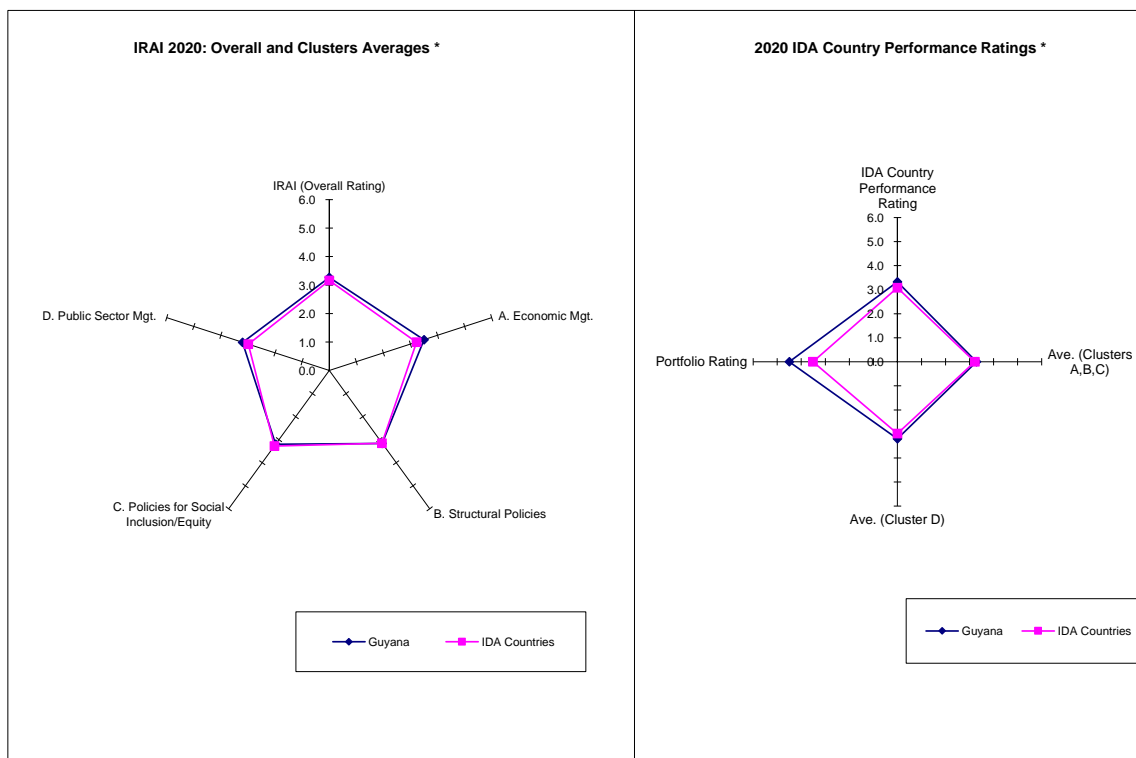 IRAI 2020: Overall and Clusters Averages *
IRAI (Overall Rating)
6.0
5.0
4.0
3.0
2.0
1.0
0.0
A. Economic Mgt.
B. Structural Policies
C. Policies for Social
Inclusion/Equity
D. Public Sector Mgt.
Guyana
IDA Countries
2020 IDA Country Performance Ratings *
IDA Country
Performance
Rating
6.0
5.0
4.0
3.0
2.0
1.0
0.0
Ave. (Clusters
A,B,C)
Ave. (Cluster D)
Portfolio Rating
Guyana
IDA Countries